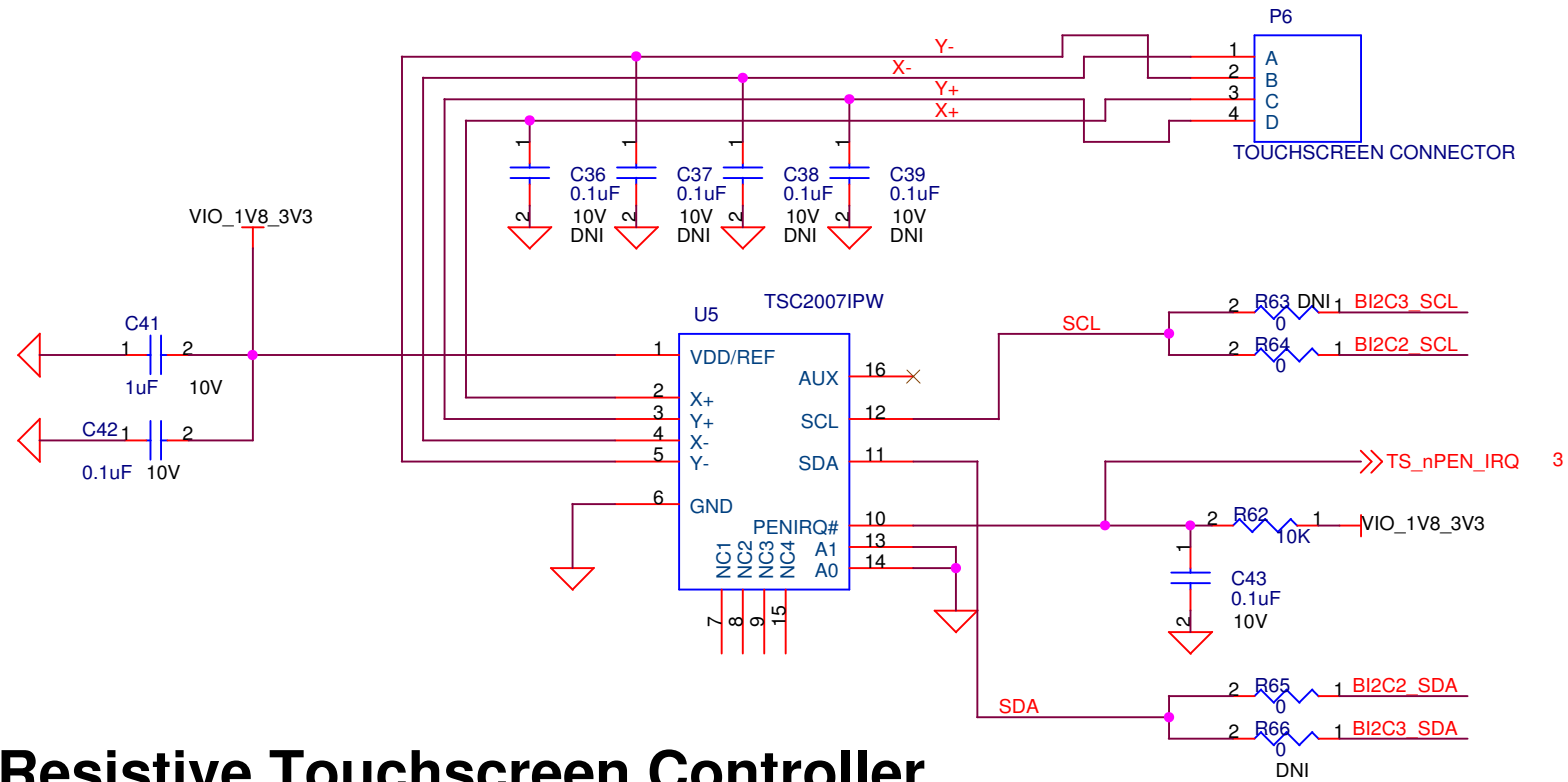 P6
Y-
X-
Y+
X+
1 A
2 B
3 C
4 D
TOUCHSCREEN CONNECTOR
1 C36 0.1uF 2 10V DNI
1 C37 0.1uF 2 10V DNI
1 C38 0.1uF 2 10V DNI
1 C39 0.1uF 2 10V DNI
VIO_1V8_3V3
C41
1 2
1uF 10V
C42 1 2
0.1uF 10V
U5
TSC2007IPW
1 VDD/REF
2 X+
3 Y+
4 X-
5 Y-
6 GND
AUX 16
SCL 12
SDA 11
PENIRQ# 10
A1 13
A0 14
NC1 NC2 NC3 NC4
7 8 9 15
SCL
2 R63 DNI 1 BI2C3_SCL
0
2 R64 1 BI2C2_SCL
0
TS_nPEN_IRQ 3
2 R62 1 VIO_1V8_3V3
10K
1 C43
0.1uF
2 10V
SDA
2 R65 1 BI2C2_SDA
0
2 R66 1 BI2C3_SDA
0
DNI
Resistive Touchscreen Controller